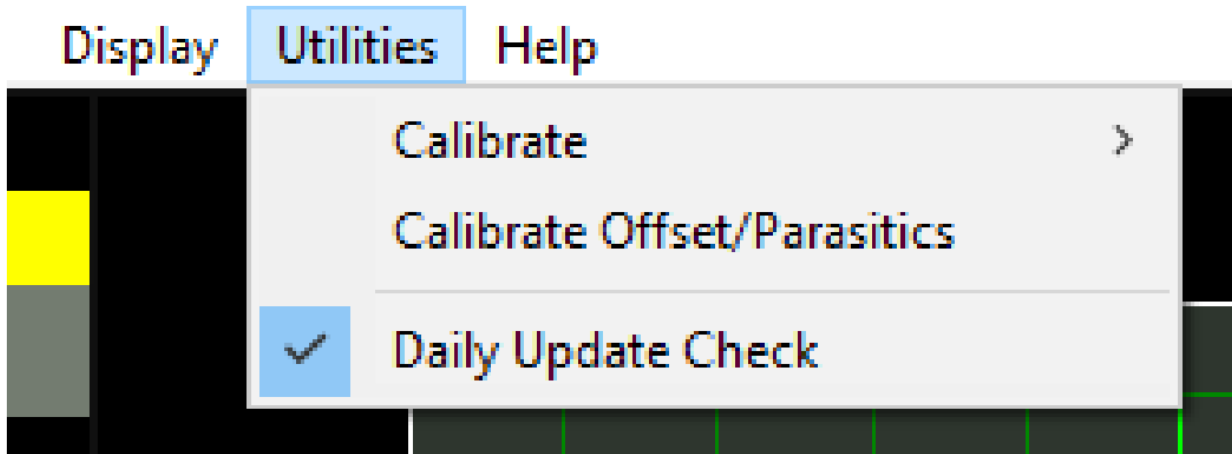 Display Utilities Help
Calibrate
Calibrate Offset/Parasitics
Daily Update Check